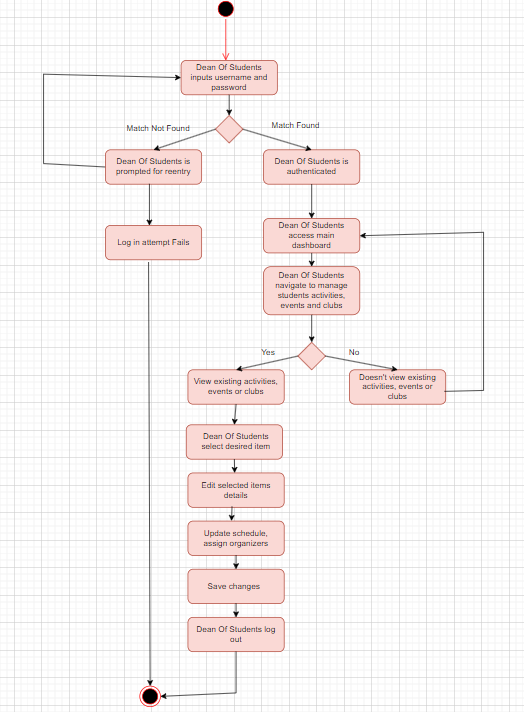 Dean Of Students
inputs username and
password
Match Not Found
Match Found
Dean Of Students is
prompted for reentry
Dean Of Students is
authenticated
Log in attempt Fails
Dean Of Students
access main
dashboard
Dean Of Students
navigate to manage
students activities,
events and clubs
Yes
No
View existing activities,
events or clubs
Doesn't view existing
activities, events or
clubs
Dean Of Students
select desired item
Edit selected items
details
Update schedule,
assign organizers
Save changes
Dean Of Students log
out